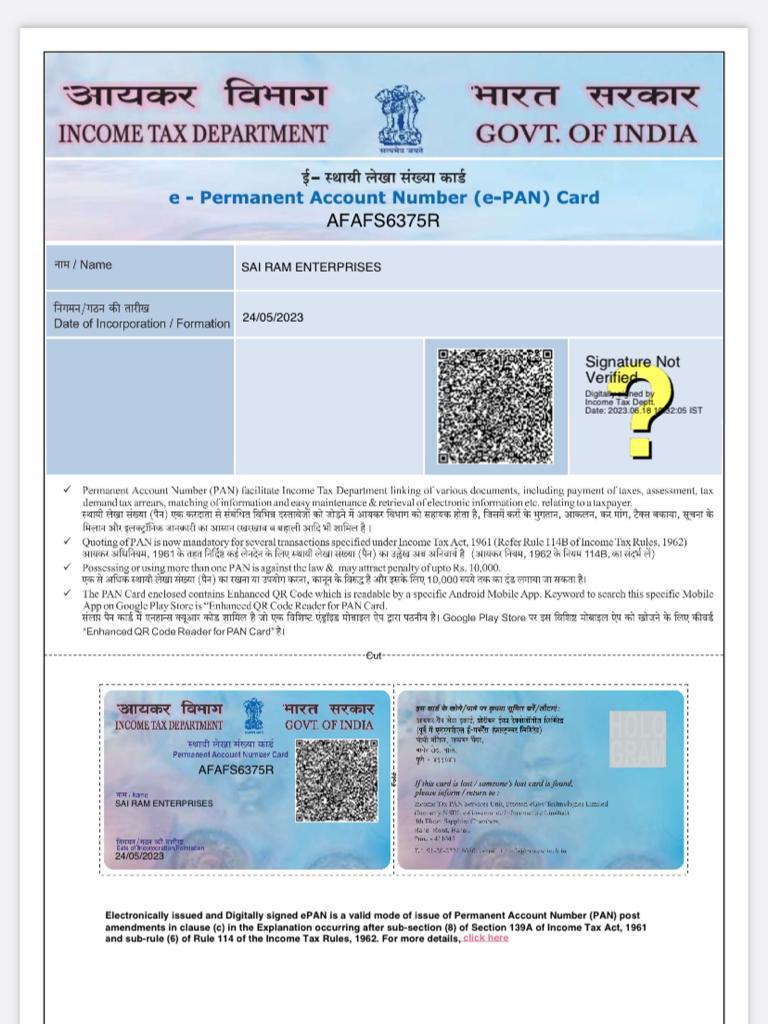 आयकर विभाग
INCOME TAX DEPARTMENT
सत्यमेव जयते
भारत सरकार
GOVT. OF INDIA
ई- स्थायी लेखा संख्या कार्ड
e - Permanent Account Number (e-PAN) Card
AFAFS6375R
नाम / Name
SAI RAM ENTERPRISES
निगमन/गठन की तारीख
Date of Incorporation / Formation
24/05/2023
Signature Not
Verified
Digitally signed by
Income Tax Deptt.
Date: 2023.06.18 32:05 IST
✓ Permanent Account Number (PAN) facilitate Income Tax Department linking of various documents, including payment of taxes, assessment, tax
demand tax arrears, matching of information and easy maintenance & retrieval of electronic information etc. relating to a taxpayer.
स्थायी लेखा संख्या (पैन) एक करदाता से संबंधित विभिन्न दस्तावेजों को जोड़ने में आयकर विभाग को सहायक होता है, जिसमें करों के भुगतान, आकलन, कर मांग, टैक्स बकाया, सूचना के
मिलान और इलक्ट्रॉनिक जानकारी का आसान रखरखाव व बहाली आदि भी शामिल है ।
✓ Quoting of PAN is now mandatory for several transactions specified under Income Tax Act, 1961 (Refer Rule 114B of Income Tax Rules, 1962)
आयकर अधिनियम, 1961 के तहत निर्दिष्ट कई लेनदेन के लिए स्थायी लेखा संख्या (पैन) का उल्लेख अब अनिवार्य है (आयकर नियम, 1962 के नियम 114B, का संदर्भ लें)
✓ Possessing or using more than one PAN is against the law & may attract penalty of upto Rs. 10,000.
एक से अधिक स्थायी लेखा संख्या (पैन) का रखना या उपयोग करना, कानून के विरुद्ध है और इसके लिए 10,000 रुपये तक का दंड लगाया जा सकता है।
✓ The PAN Card enclosed contains Enhanced QR Code which is readable by a specific Android Mobile App. Keyword to search this specific Mobile
App on Google Play Store is “Enhanced QR Code Reader for PAN Card.
संलग्न पैन कार्ड में एनहान्स क्यूआर कोड शामिल है जो एक विशिष्ट एंड्रॉइड मोबाइल ऐप द्वारा पठनीय है। Google Play Store पर इस विशिष्ट मोबाइल ऐप को खोजने के लिए कीवर्ड
“Enhanced QR Code Reader for PAN Card” है।
Cut
आयकर विभाग
INCOME TAX DEPARTMENT
भारत सरकार
GOVT. OF INDIA
स्थायी लेखा संख्या कार्ड
Permanent Account Number Card
AFAFS6375R
नाम / Name
SAI RAM ENTERPRISES
निगमन/गठन की तारीख
Date of Incorporation/Formation
24/05/2023
Fold
इस कार्ड के खोने/पाने पर कृपया सूचित करें/लौटाएं:
आयकर पैन सेवा इकाई,
HOLO
GRAM
If this card is lost / someone's lost card is found,
please inform / return to :
Income Tax PAN Services Unit,
Electronically issued and Digitally signed ePAN is a valid mode of issue of Permanent Account Number (PAN) post
amendments in clause (c) in the Explanation occurring after sub-section (8) of Section 139A of Income Tax Act, 1961
and sub-rule (6) of Rule 114 of the Income Tax Rules, 1962. For more details, click here